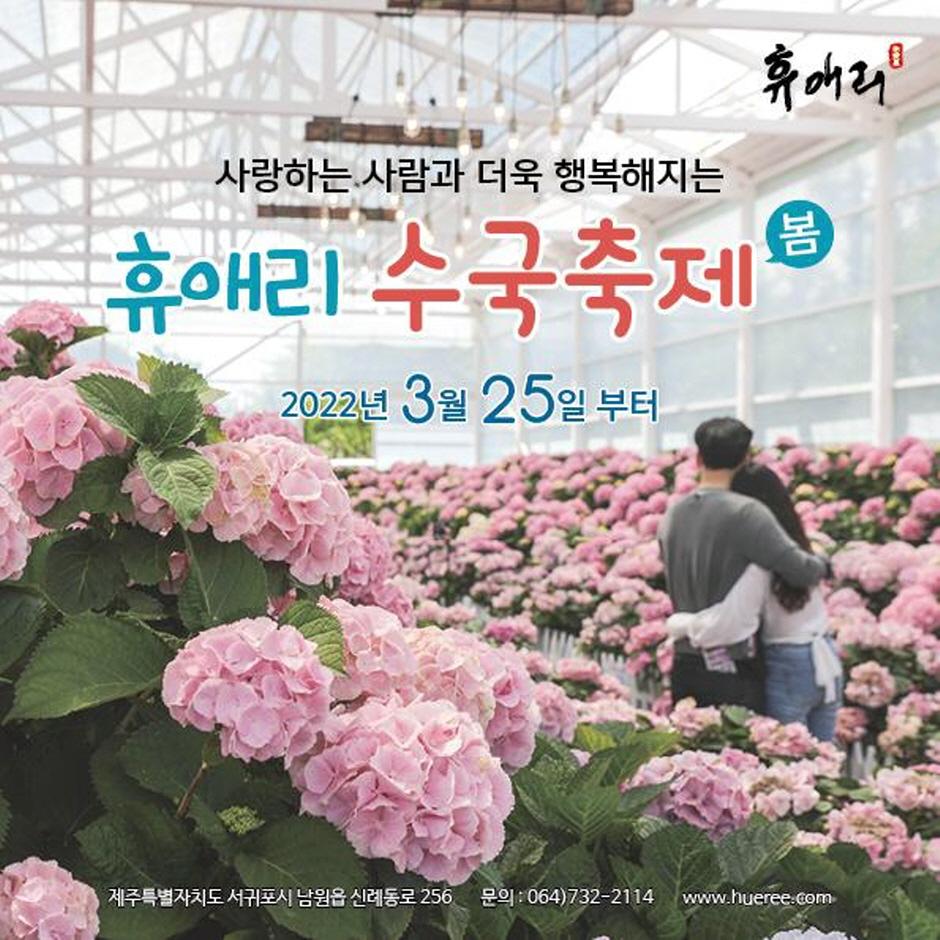 휴애리
사랑하는 사람과 더욱 행복해지는
휴애리 수국축제 봄
2022년 3월 25일 부터
제주특별자치도 서귀포시 남원읍 신례동로 256 문의 : 064)732-2114 www.hueree.com